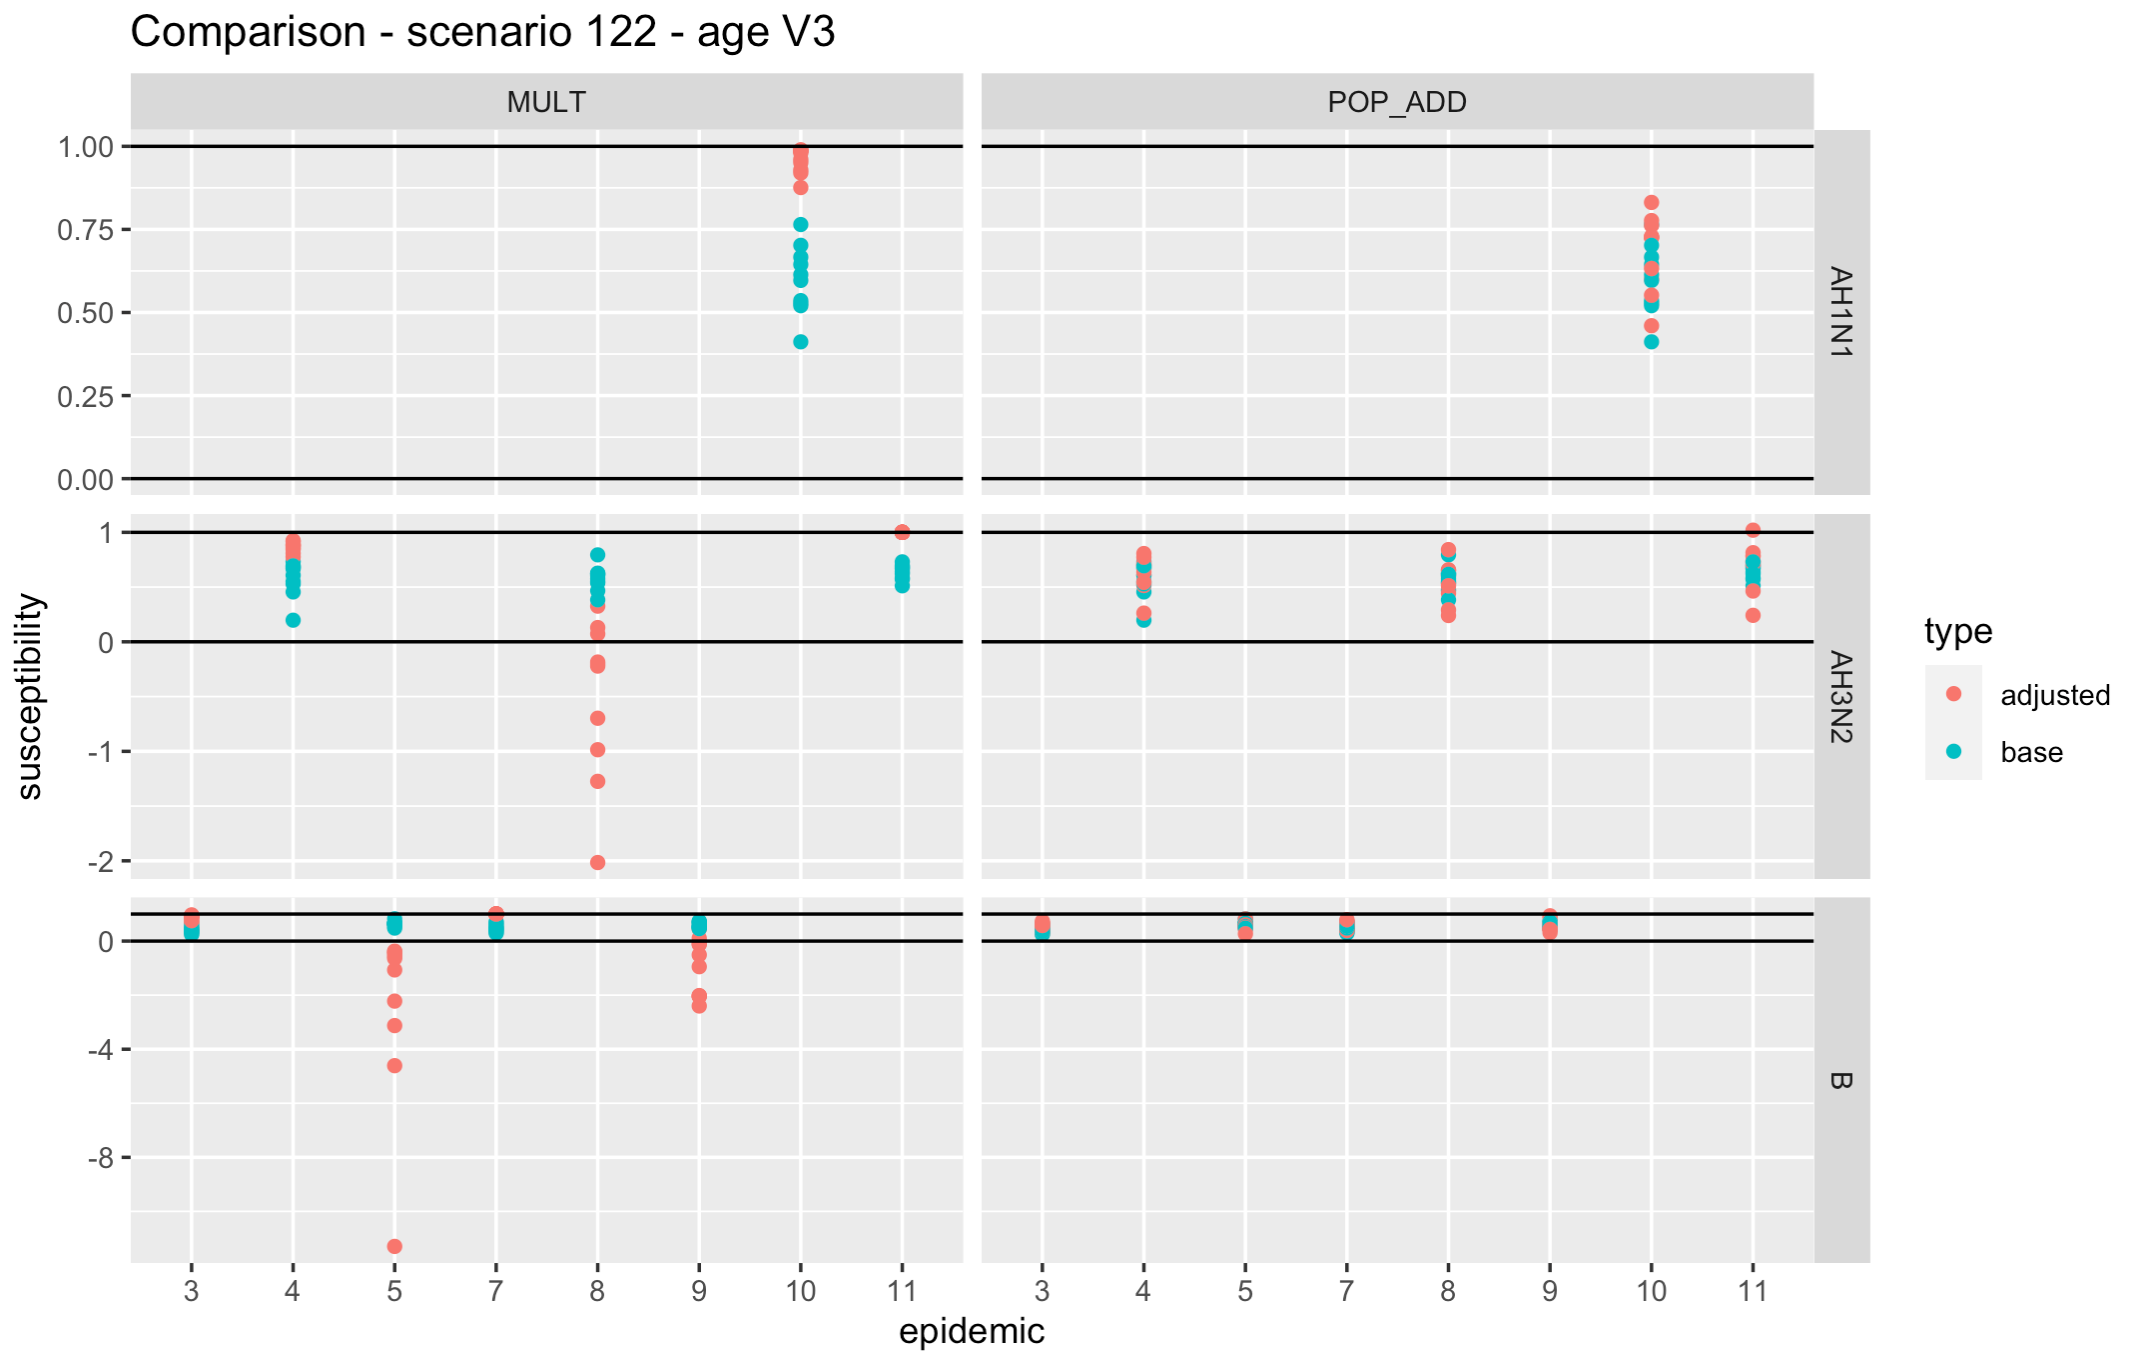 Comparison - scenario 122 - age V3
MULT
POP_ADD
1.00
0.75
0.50
0.25
0.00
AH1N1
1
0
-1
-2
AH3N2
0
-4
-8
B
susceptibility
3 4 5 7 8 9 10 11
3 4 5 7 8 9 10 11
epidemic
type
adjusted
base